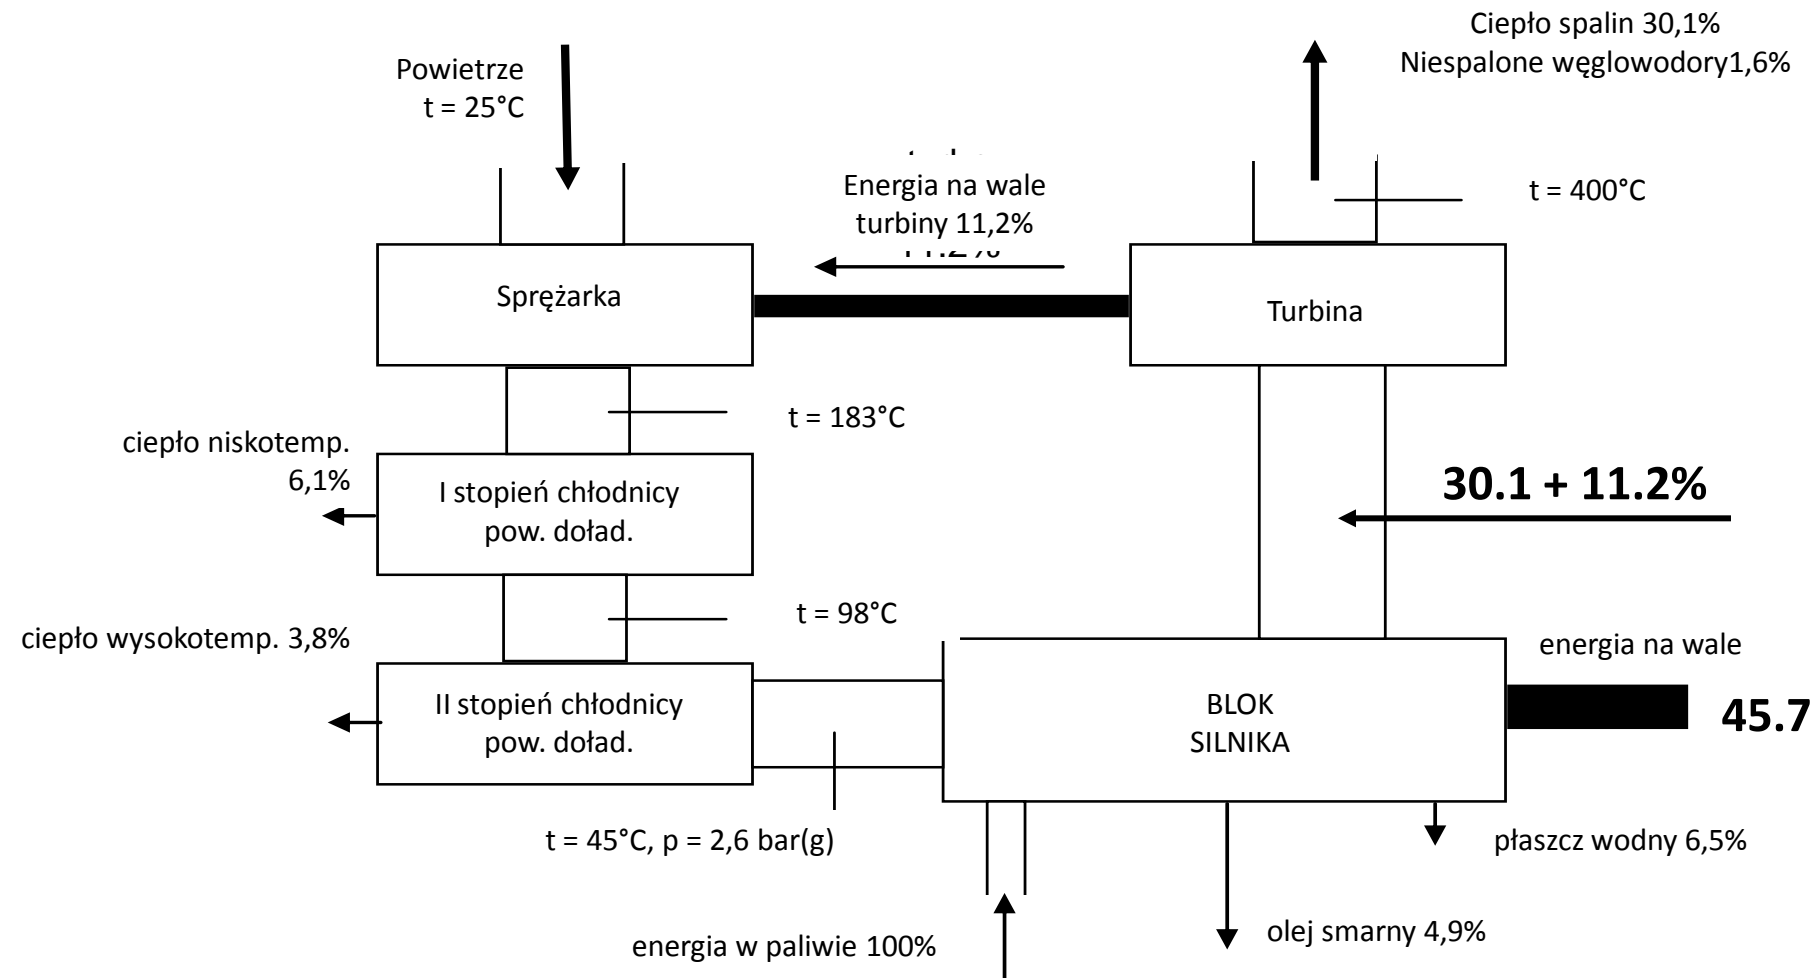 Ciepło spalin 30,1%
Niespalone węglowodory1,6%
Powietrze
t = 25°C
Energia na wale
turbiny 11,2%
t = 400°C
Sprężarka
Turbina
t = 183°C
ciepło niskotemp.
6,1%
I stopień chłodnicy
pow. doład.
30.1 + 11.2%
t = 98°C
ciepło wysokotemp. 3,8%
energia na wale
II stopień chłodnicy
pow. doład.
BLOK
SILNIKA
45.7
t = 45°C, p = 2,6 bar(g)
płaszcz wodny 6,5%
olej smarny 4,9%
energia w paliwie 100%